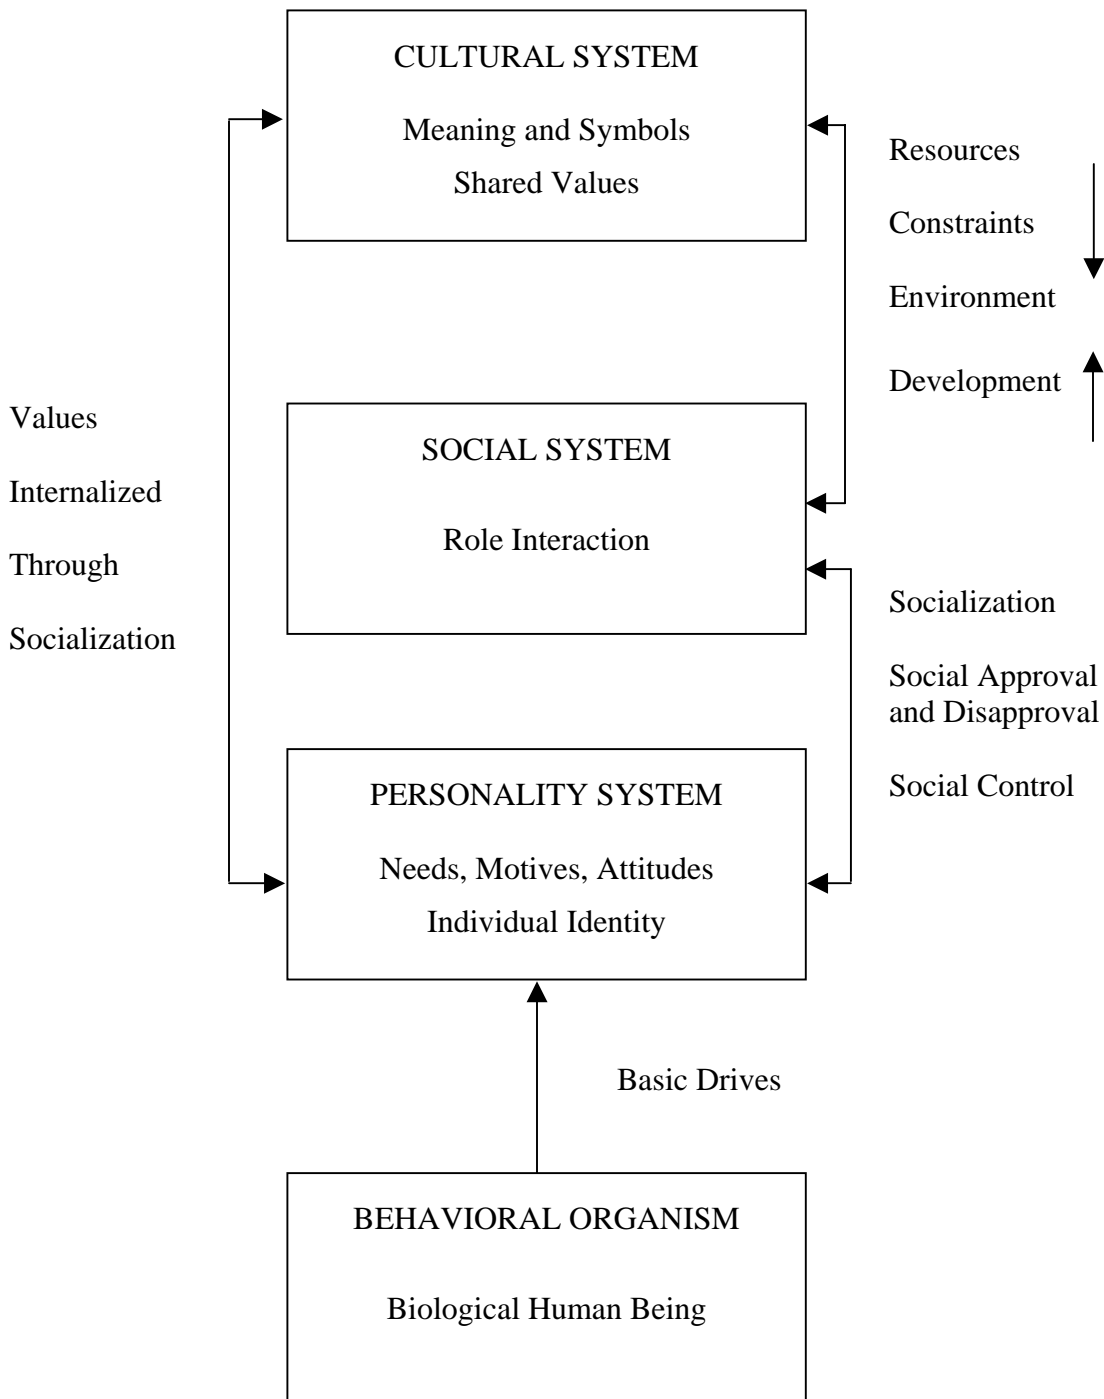 CULTURAL SYSTEM
Meaning and Symbols
Shared Values
Resources
Constraints
Environment
Development
Values
Internalized
Through
Socialization
SOCIAL SYSTEM
Role Interaction
Socialization
Social Approval
and Disapproval
Social Control
PERSONALITY SYSTEM
Needs, Motives, Attitudes
Individual Identity
Basic Drives
BEHAVIORAL ORGANISM
Biological Human Being